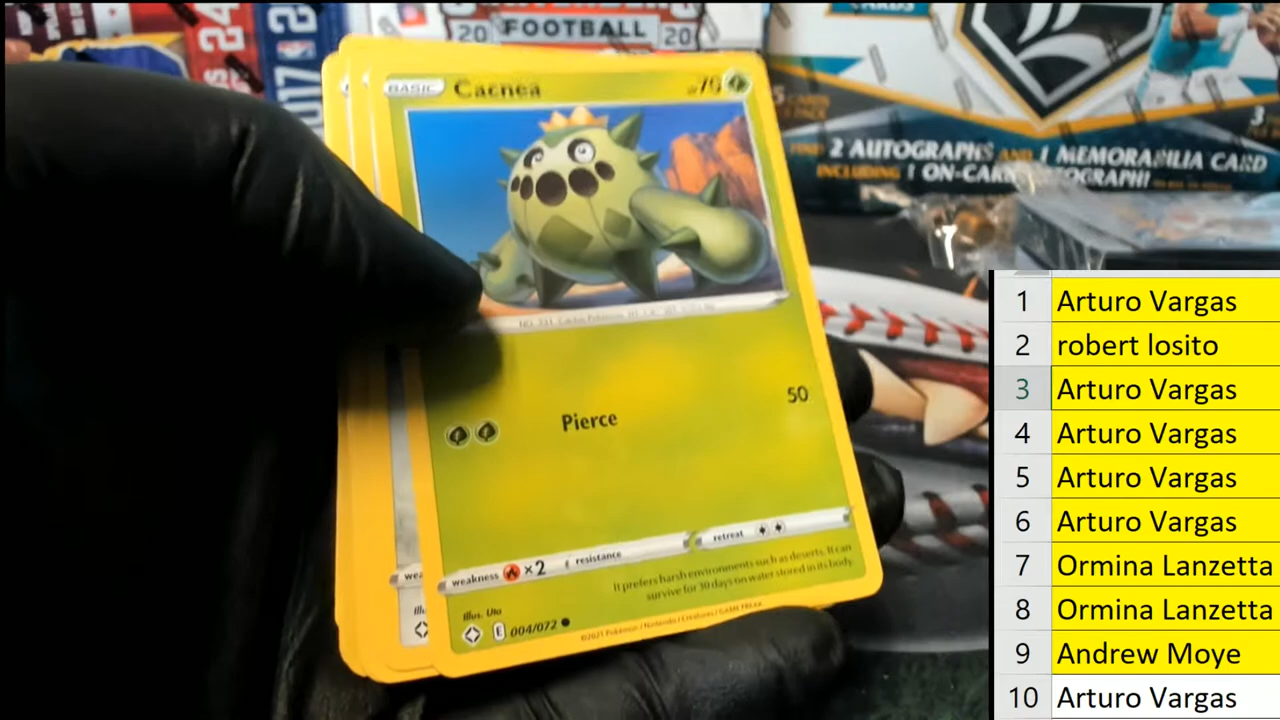 20 FOOTBALL 20
CARDS
BASIC Cacnea 70
2 AUTOGRAPHS AND 1 MEMORABILIA CARD
INCLUDING 1 ON-CARD AUTOGRAPH!
Pierce 50
weakness ×2 resistance
retreat
It prefers harsh environments such as deserts. It can
survive for 30 days on water stored in its body.
Illus. Uto
E 004/072
©2021 Pokémon / Nintendo / Creatures / GAME FREAK
1 Arturo Vargas
2 robert losito
3 Arturo Vargas
4 Arturo Vargas
5 Arturo Vargas
6 Arturo Vargas
7 Ormina Lanzetta
8 Ormina Lanzetta
9 Andrew Moye
10 Arturo Vargas